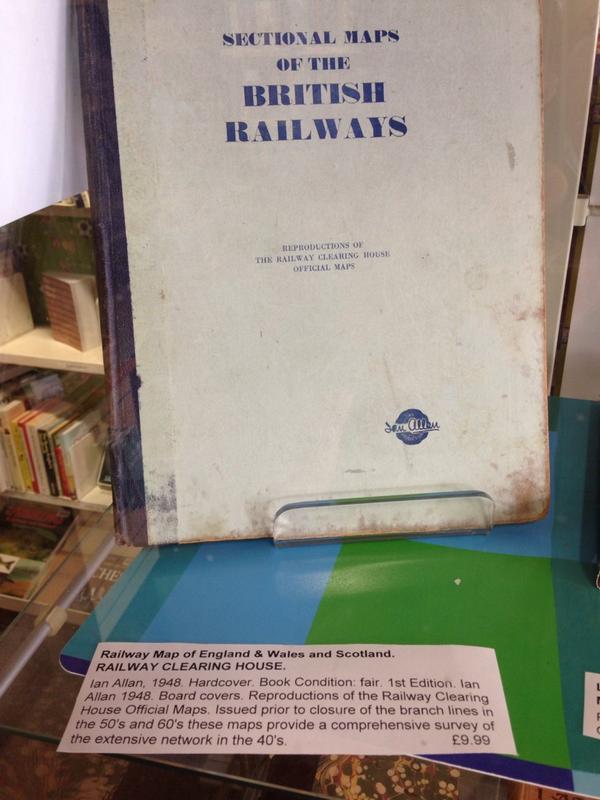 SECTIONAL MAPS
OF THE
BRITISH
RAILWAYS
REPRODUCTIONS OF
THE RAILWAY CLEARING HOUSE
OFFICIAL MAPS
Ian Allan
Railway Map of England & Wales and Scotland.
RAILWAY CLEARING HOUSE.
Ian Allan, 1948. Hardcover. Book Condition: fair. 1st Edition. Ian
Allan 1948. Board covers. Reproductions of the Railway Clearing
House Official Maps. Issued prior to closure of the branch lines in
the 50's and 60's these maps provide a comprehensive survey of
the extensive network in the 40's. £9.99